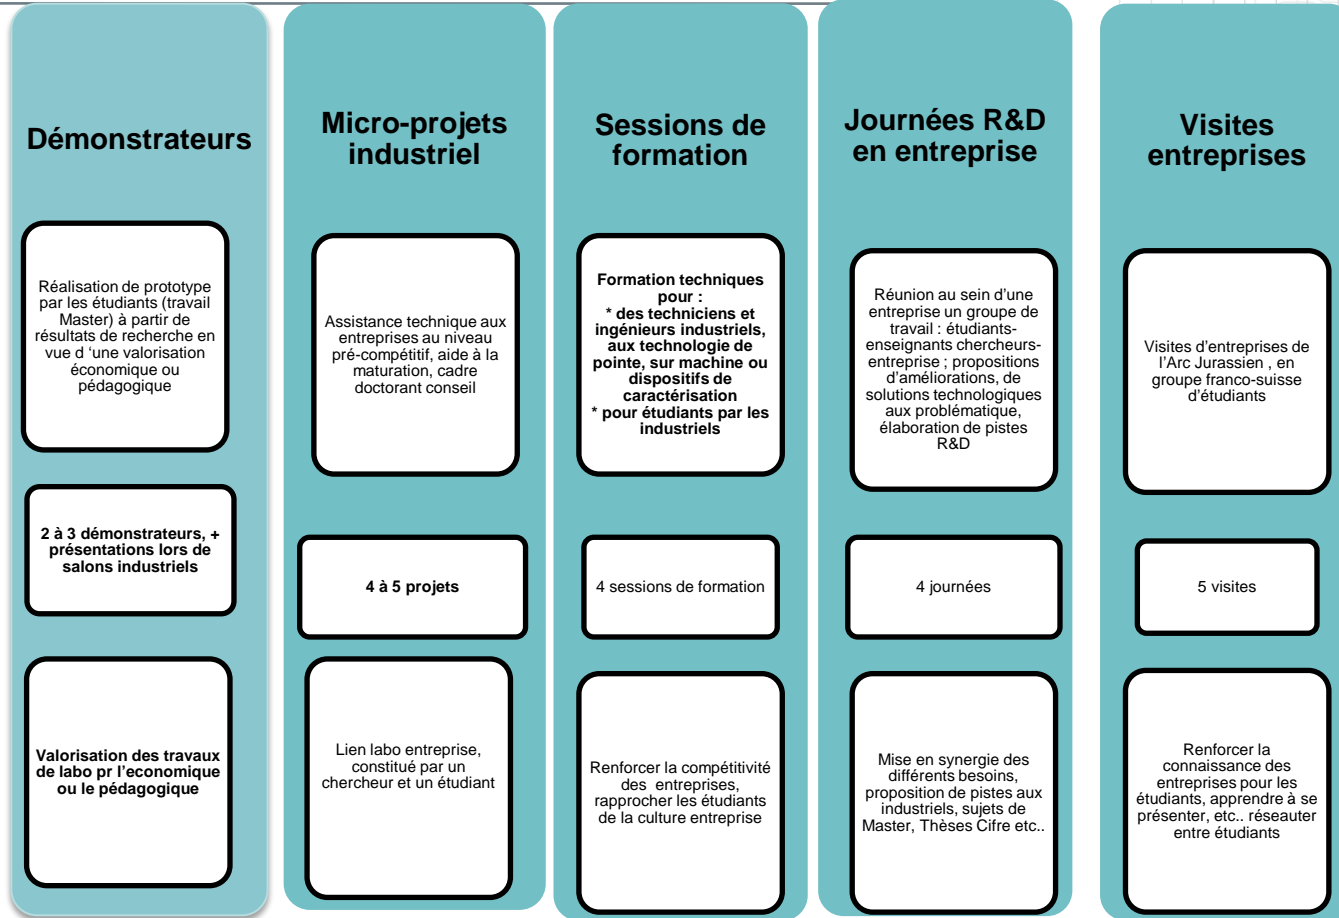 Démonstrateurs
Réalisation de prototype
par les étudiants (travail
Master) à partir de
résultats de recherche en
vue d 'une valorisation
économique ou
pédagogique
2 à 3 démonstrateurs, +
présentations lors de
salons industriels
Valorisation des travaux
de labo pr l'economique
ou le pédagogique
Micro-projets
industriel
Assistance technique aux
entreprises au niveau
pré-compétitif, aide à la
maturation, cadre
doctorant conseil
4 à 5 projets
Lien labo entreprise,
constitué par un
chercheur et un étudiant
Sessions de
formation
Formation techniques
pour :
* des techniciens et
ingénieurs industriels,
aux technologie de
pointe, sur machine ou
dispositifs de
caractérisation
* pour étudiants par les
industriels
4 sessions de formation
Renforcer la compétitivité
des entreprises,
rapprocher les étudiants
de la culture entreprise
Journées R&D
en entreprise
Réunion au sein d'une
entreprise un groupe de
travail : étudiants-
enseignants chercheurs-
entreprise ; propositions
d'améliorations, de
solutions technologiques
aux problématique,
élaboration de pistes
R&D
4 journées
Mise en synergie des
différents besoins,
proposition de pistes aux
industriels, sujets de
Master, Thèses Cifre etc..
Visites
entreprises
Visites d'entreprises de
l'Arc Jurassien , en
groupe franco-suisse
d'étudiants
5 visites
Renforcer la
connaissance des
entreprises pour les
étudiants, apprendre à se
présenter, etc.. réseauter
entre étudiants